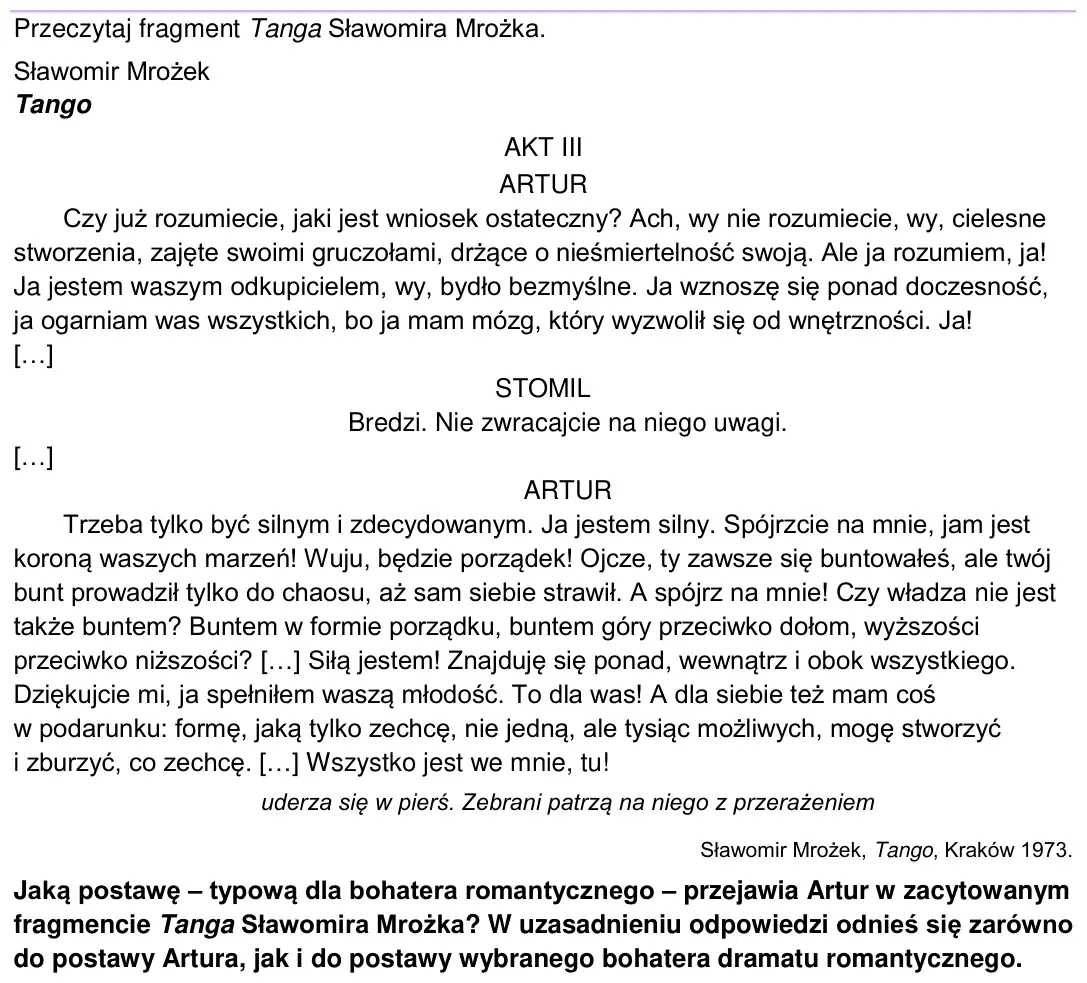 Przeczytaj fragment Tanga Sławomira Mrożka.
Sławomir Mrożek
Tango
AKT III
ARTUR
Czy już rozumiecie, jaki jest wniosek ostateczny? Ach, wy nie rozumiecie, wy, cielesne
stworzenia, zajęte swoimi gruczołami, drżące o nieśmiertelność swoją. Ale ja rozumiem, ja!
Ja jestem waszym odkupicielem, wy, bydło bezmyślne. Ja wznoszę się ponad doczesność,
ja ogarniam was wszystkich, bo ja mam mózg, który wyzwolił się od wnętrzności. Ja!
[…]
STOMIL
Bredzi. Nie zwracajcie na niego uwagi.
[…]
ARTUR
Trzeba tylko być silnym i zdecydowanym. Ja jestem silny. Spójrzcie na mnie, jam jest
koroną waszych marzeń! Wuju, będzie porządek! Ojcze, ty zawsze się buntowałeś, ale twój
bunt prowadził tylko do chaosu, aż sam siebie strawił. A spójrz na mnie! Czy władza nie jest
także buntem? Buntem w formie porządku, buntem góry przeciwko dołom, wyższości
przeciwko niższości? […] Siłą jestem! Znajduję się ponad, wewnątrz i obok wszystkiego.
Dziękujcie mi, ja spełniłem waszą młodość. To dla was! A dla siebie też mam coś
w podarunku: formę, jaką tylko zechcę, nie jedną, ale tysiąc możliwych, mogę stworzyć
i zburzyć, co zechcę. […] Wszystko jest we mnie, tu!
uderza się w pierś. Zebrani patrzą na niego z przerażeniem
Sławomir Mrożek, Tango, Kraków 1973.
Jaką postawę – typową dla bohatera romantycznego – przejawia Artur w zacytowanym
fragmencie Tanga Sławomira Mrożka? W uzasadnieniu odpowiedzi odnieś się zarówno
do postawy Artura, jak i do postawy wybranego bohatera dramatu romantycznego.